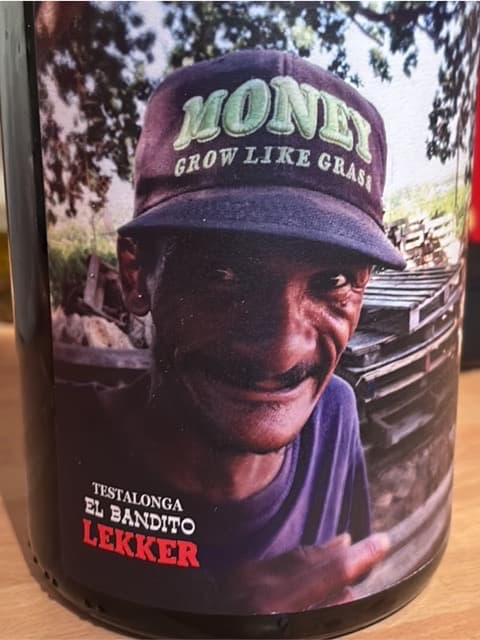 MONEY
GROW LIKE GRASS
TESTALONGA
EL BANDITO
LEKKER